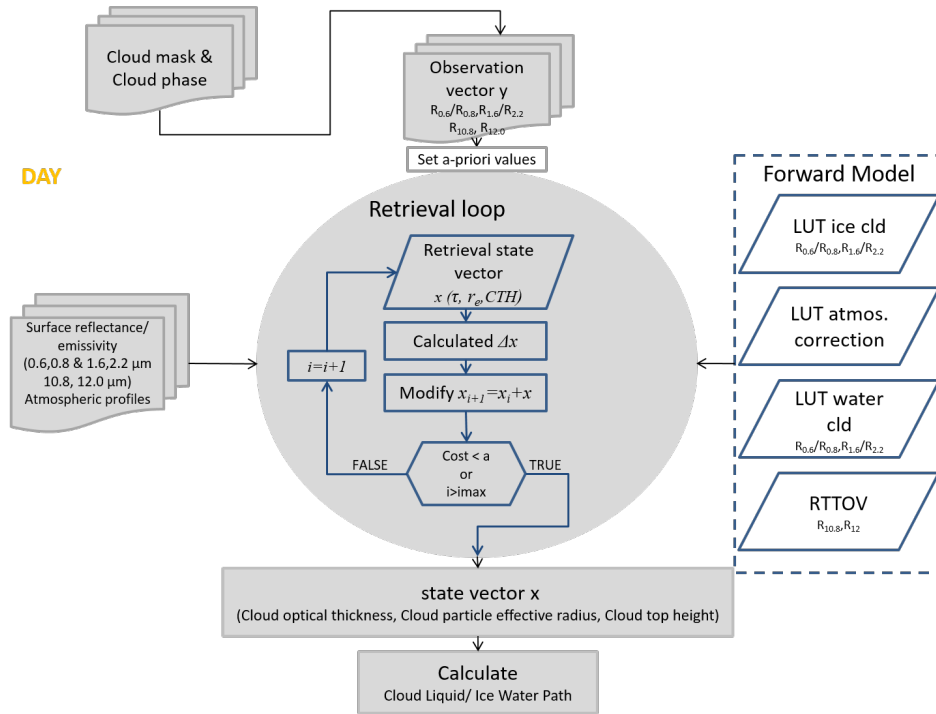 Cloud mask &
Cloud phase
Observation
vector y
R0.6/R0.8,R1.6/R2.2
R10.8, R12.0
Set a-priori values
DAY
Retrieval loop
Retrieval state
vector
x (τ, re,CTH)
Calculated Δx
i=i+1
Modify xi+1=xi+x
Cost < a
or
i>imax
FALSE
TRUE
Surface reflectance/
emissivity
(0.6,0.8 & 1.6,2.2 µm
10.8, 12.0 µm)
Atmospheric profiles
Forward Model
LUT ice cld
R0.6/R0.8,R1.6/R2.2
LUT atmos.
correction
LUT water
cld
R0.6/R0.8,R1.6/R2.2
RTTOV
R10.8,R12
state vector x
(Cloud optical thickness, Cloud particle effective radius, Cloud top height)
Calculate
Cloud Liquid/ Ice Water Path